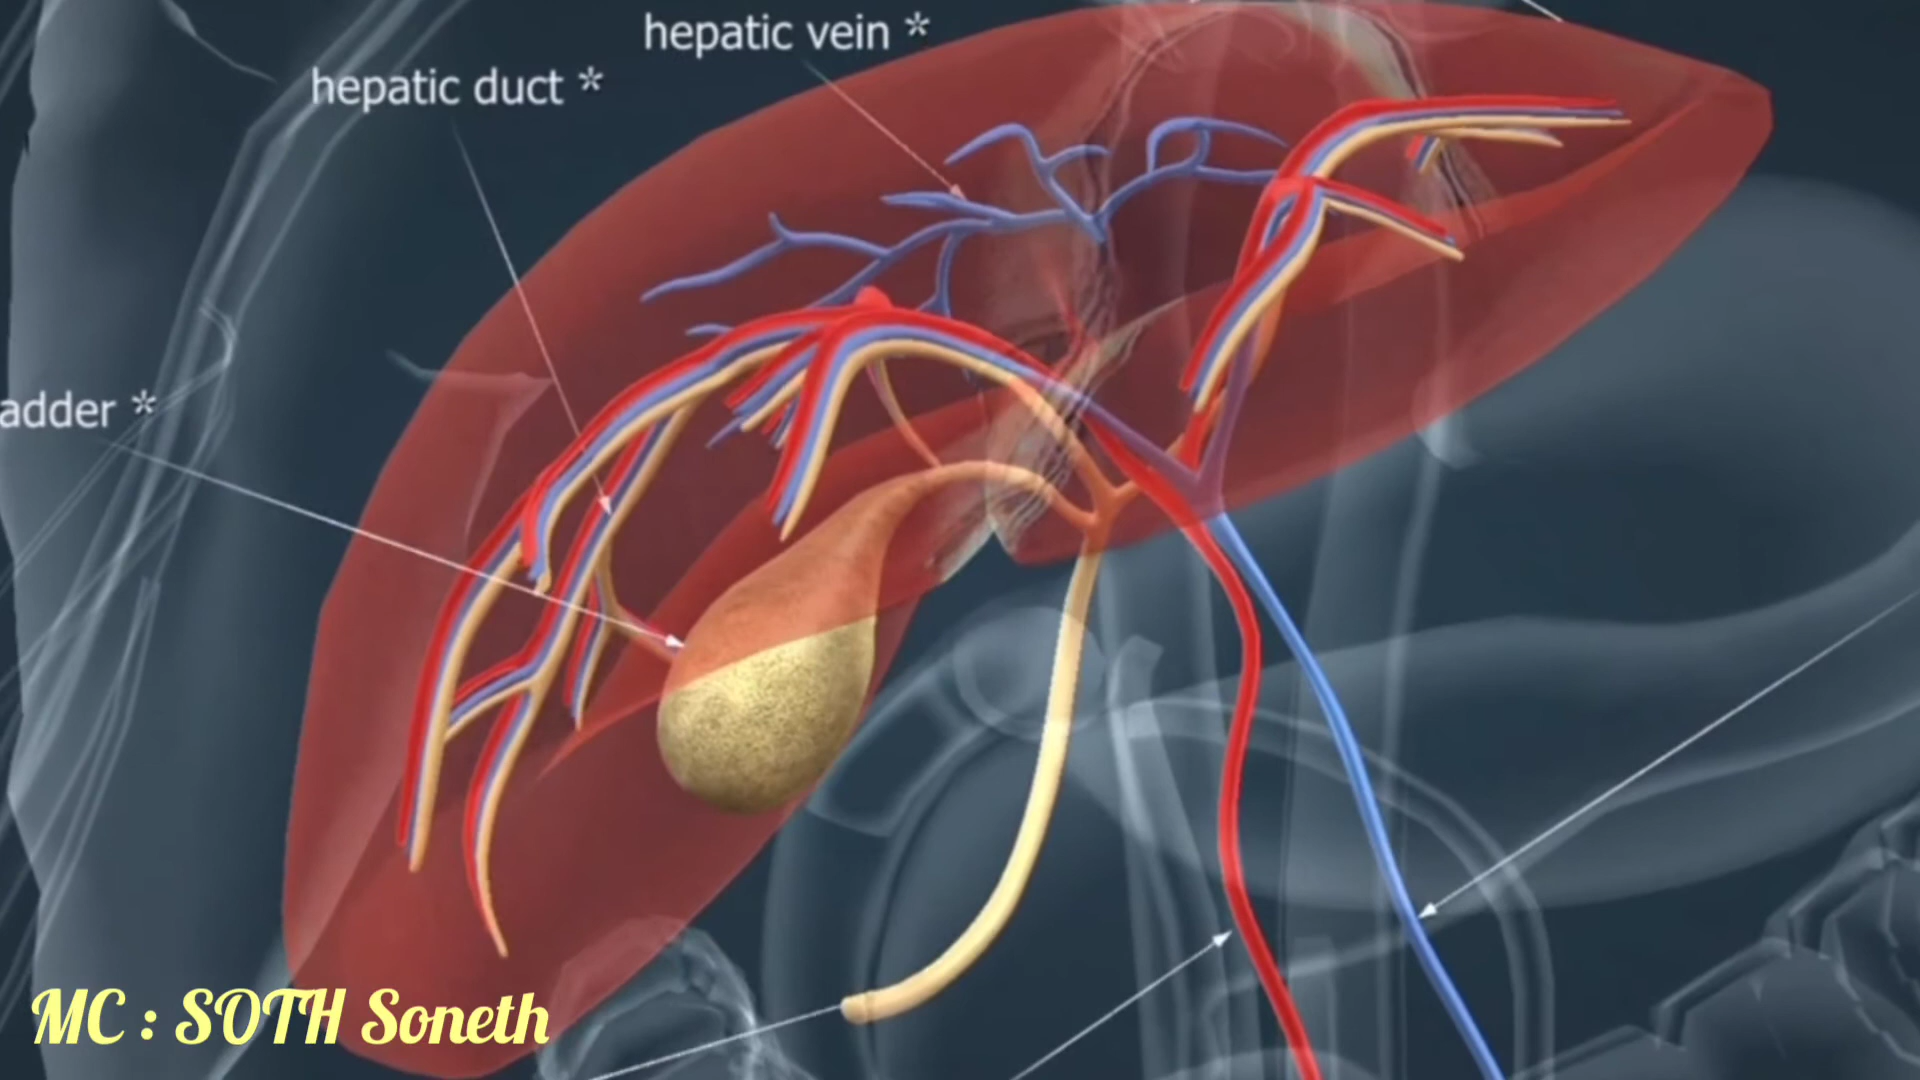 hepatic vein *
hepatic duct *
adder *
MC : SOTH Soneth